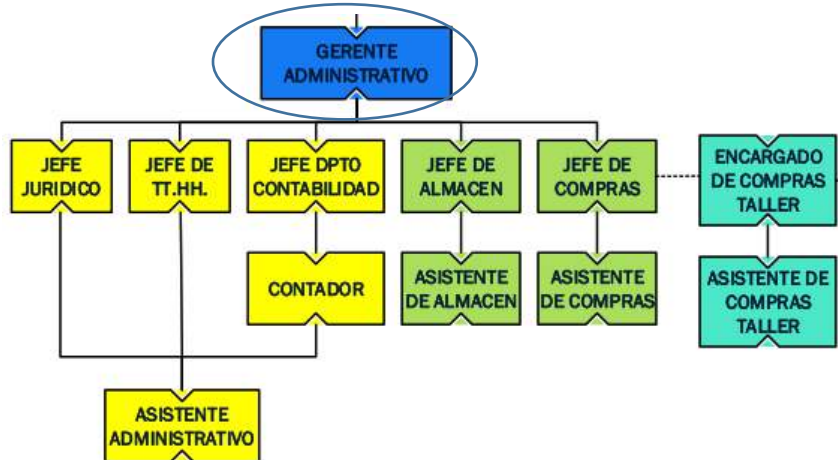 GERENTE
ADMINISTRATIVO
JEFE
JURIDICO
JEFE DE
TT.HH.
JEFE DPTO
CONTABILIDAD
JEFE DE
ALMACEN
JEFE DE
COMPRAS
ENCARGADO
DE COMPRAS
TALLER
CONTADOR
ASISTENTE
DE ALMACEN
ASISTENTE
DE COMPRAS
ASISTENTE DE
COMPRAS
TALLER
ASISTENTE
ADMINISTRATIVO